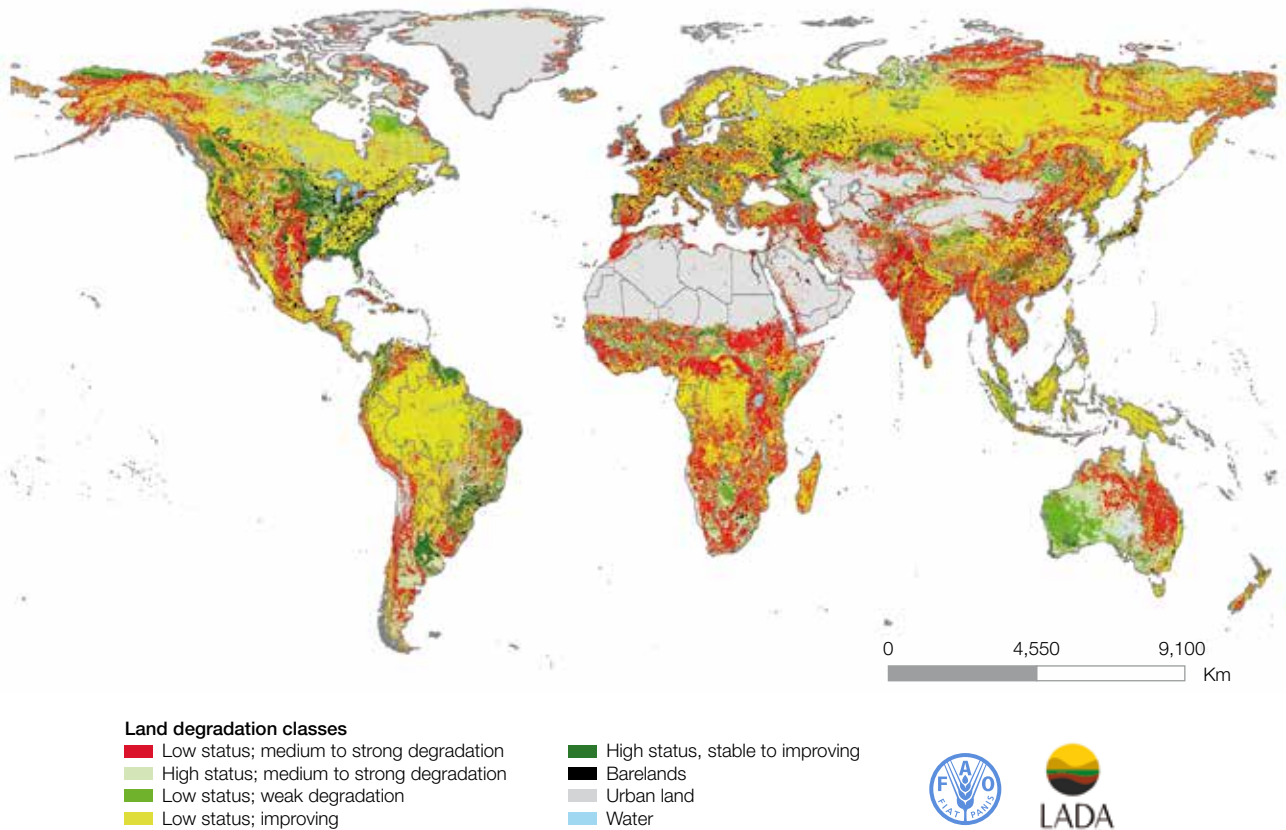 0 4,550 9,100
Km
Land degradation classes
Low status; medium to strong degradation
High status; medium to strong degradation
Low status; weak degradation
Low status; improving
High status, stable to improving
Barelands
Urban land
Water
F A O
FIAT PANIS
LADA